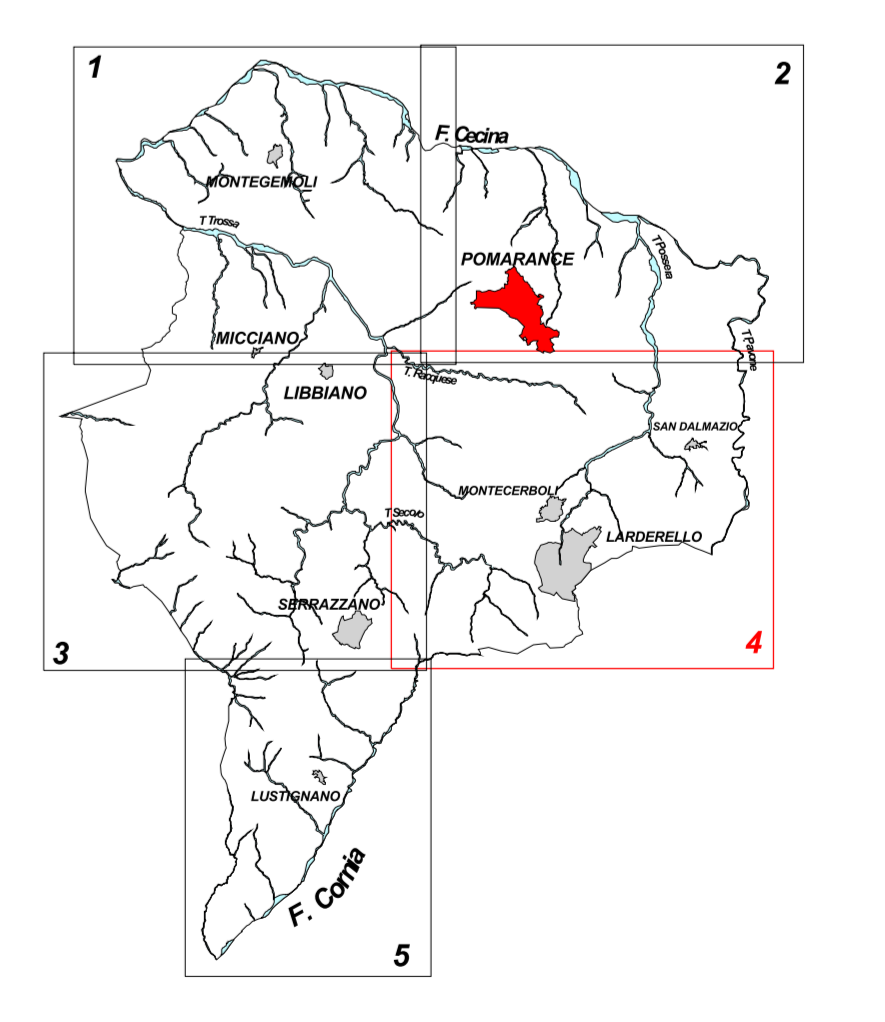 1
2
F. Cecina
MONTEGEMOLI
T Trossa
T Possera
POMARANCE
MICCIANO
T Pavone
T. Racquese
LIBBIANO
SAN DALMAZIO
MONTECERBOLI
T Secolo
LARDERELLO
SERRAZZANO
3
4
LUSTIGNANO
F. Cornia
5